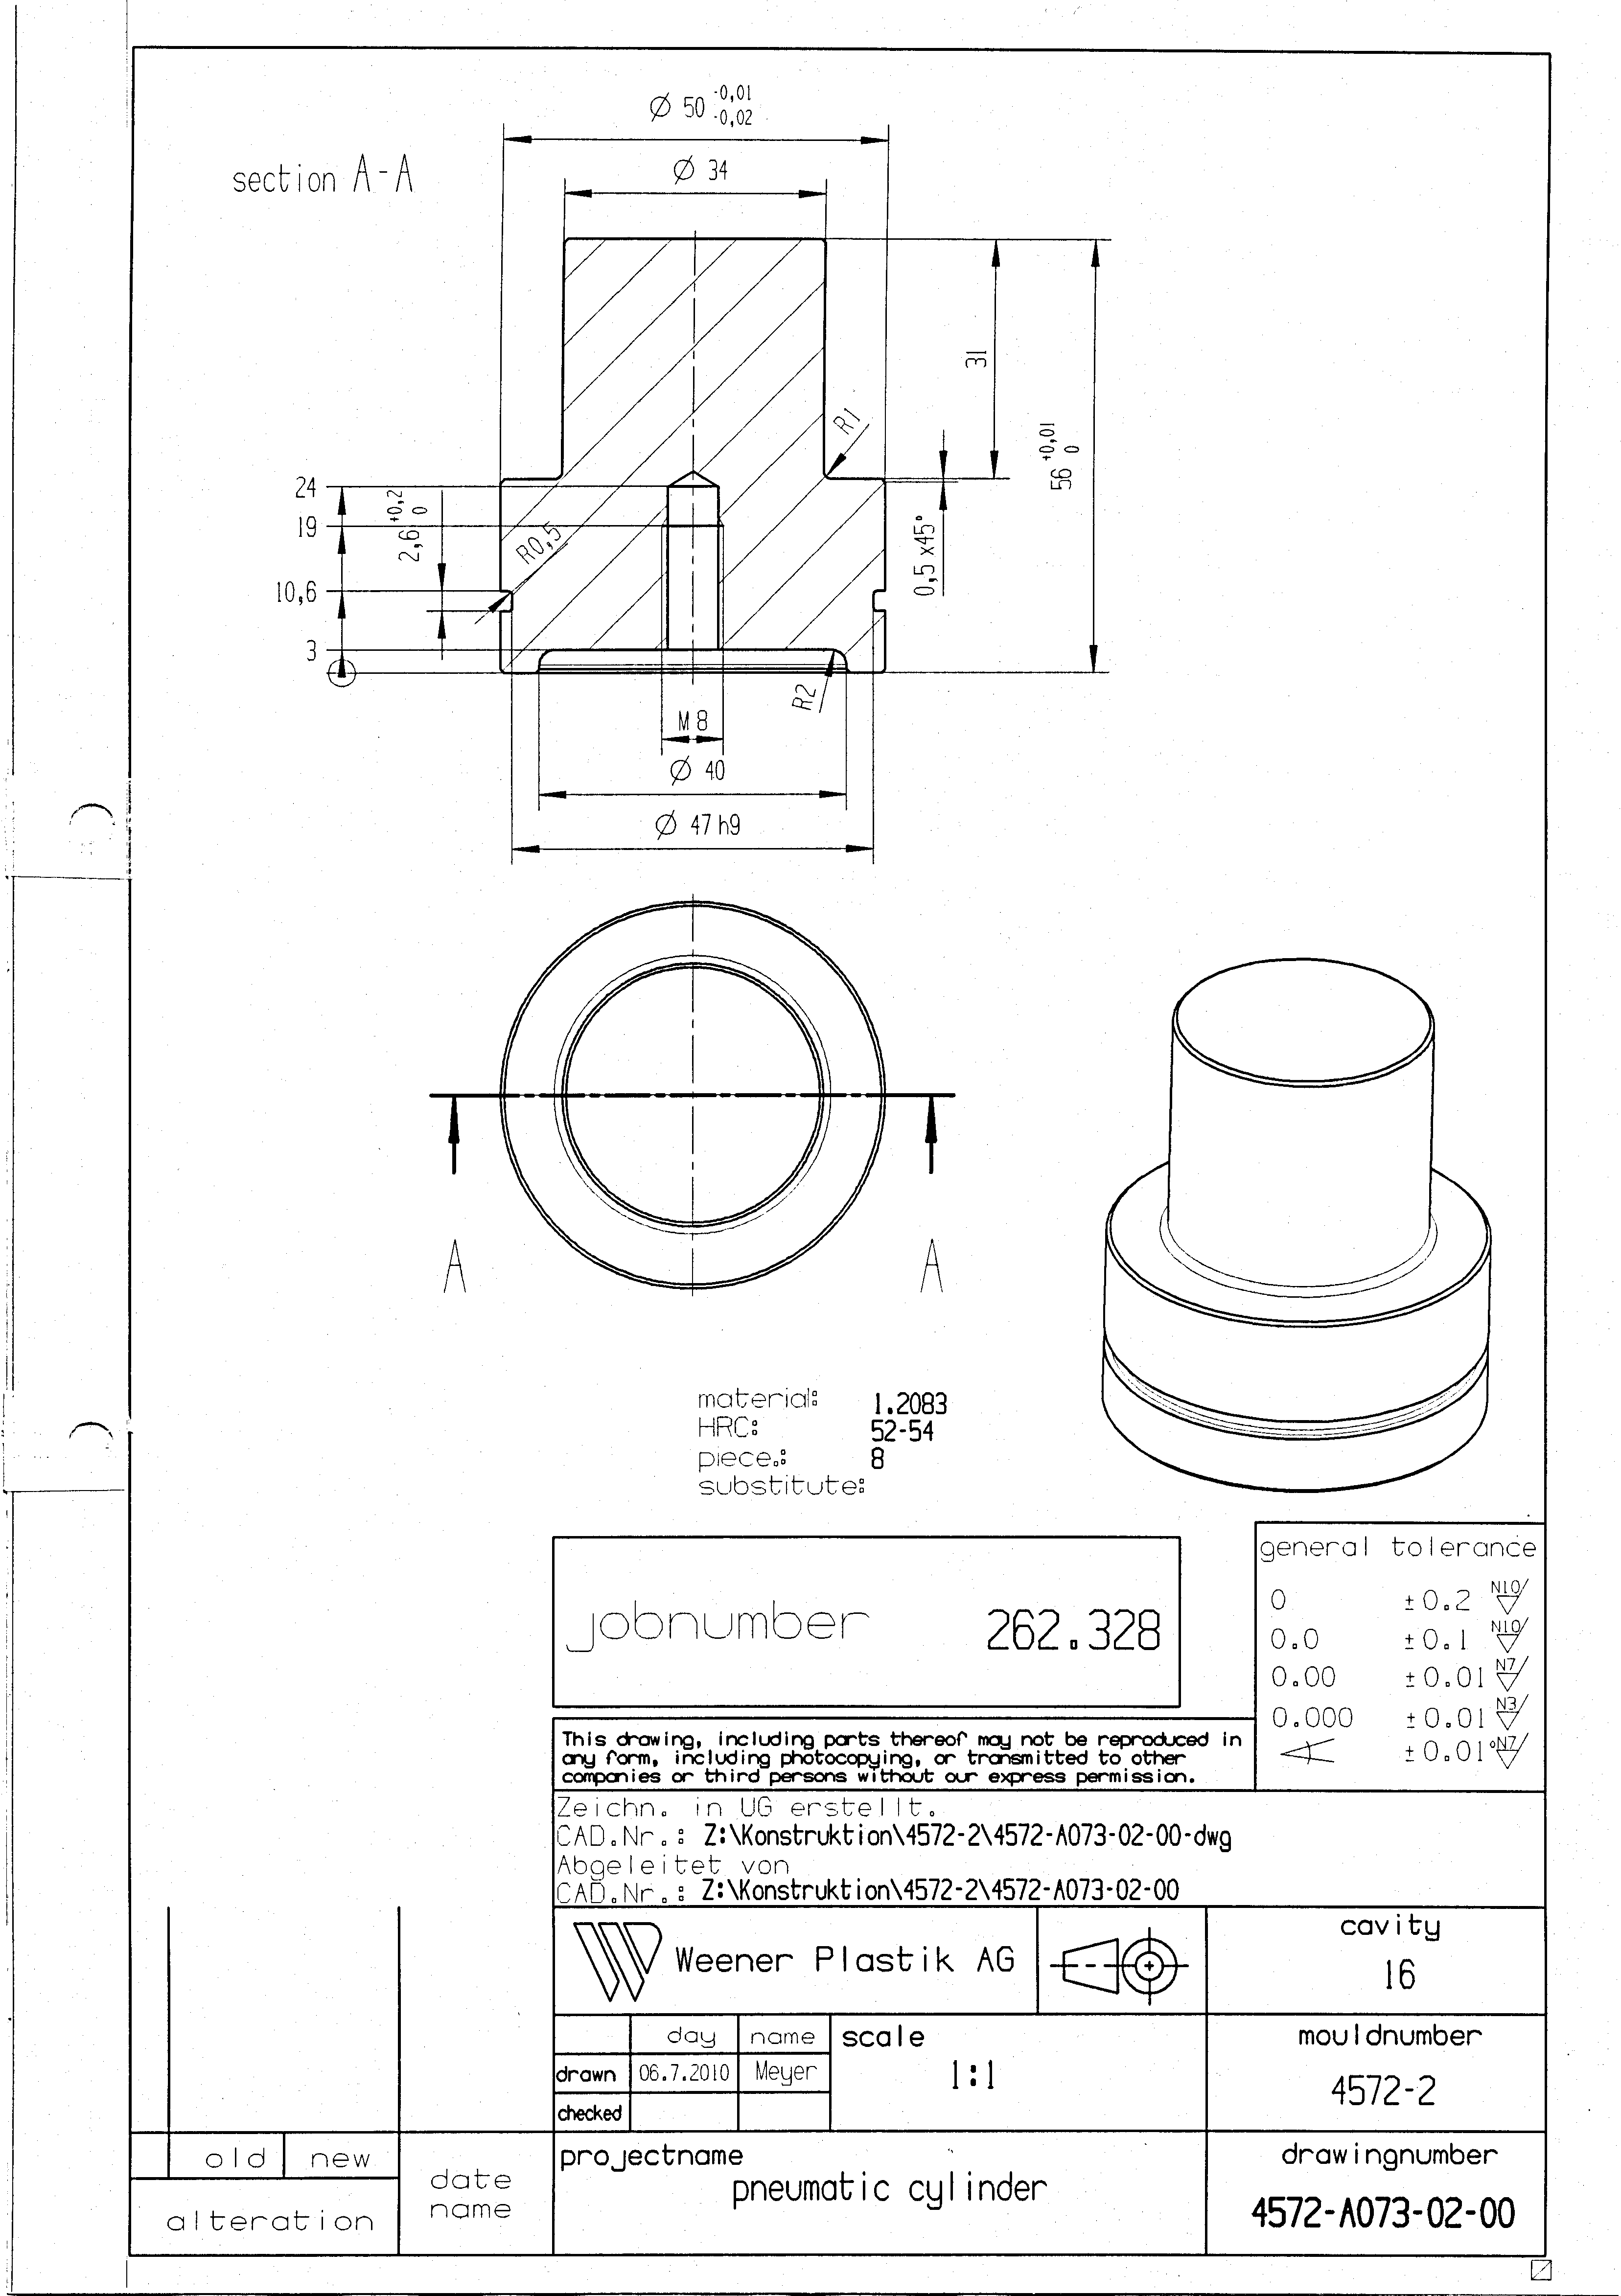 section A-A
Ø 50 -0,01 -0,02
Ø 34
31
56 +0,01 0
R1
0,5 x45°
24
19
10,6
3
2,6 +0,2 0
R0,5
R2
M 8
Ø 40
Ø 47 h9
A A
material: 1.2083
HRC: 52-54
piece.: 8
substitute:
general tolerance
0 ±0.2 N10
0.0 ±0.1 N10
0.00 ±0.01 N7
0.000 ±0.01 N3
±0.01° N7
jobnumber 262.328
This drawing, including parts thereof may not be reproduced in
any form, including photocopying, or transmitted to other
companies or third persons without our express permission.
Zeichn. in UG erstellt.
CAD.Nr.: Z:\Konstruktion\4572-2\4572-A073-02-00-dwg
Abgeleitet von
CAD.Nr.: Z:\Konstruktion\4572-2\4572-A073-02-00
Weener Plastik AG
cavity
16
day name
drawn 06.7.2010 Meyer
checked
scale
1:1
mouldnumber
4572-2
old new
alteration
date
name
projectname
pneumatic cylinder
drawingnumber
4572-A073-02-00